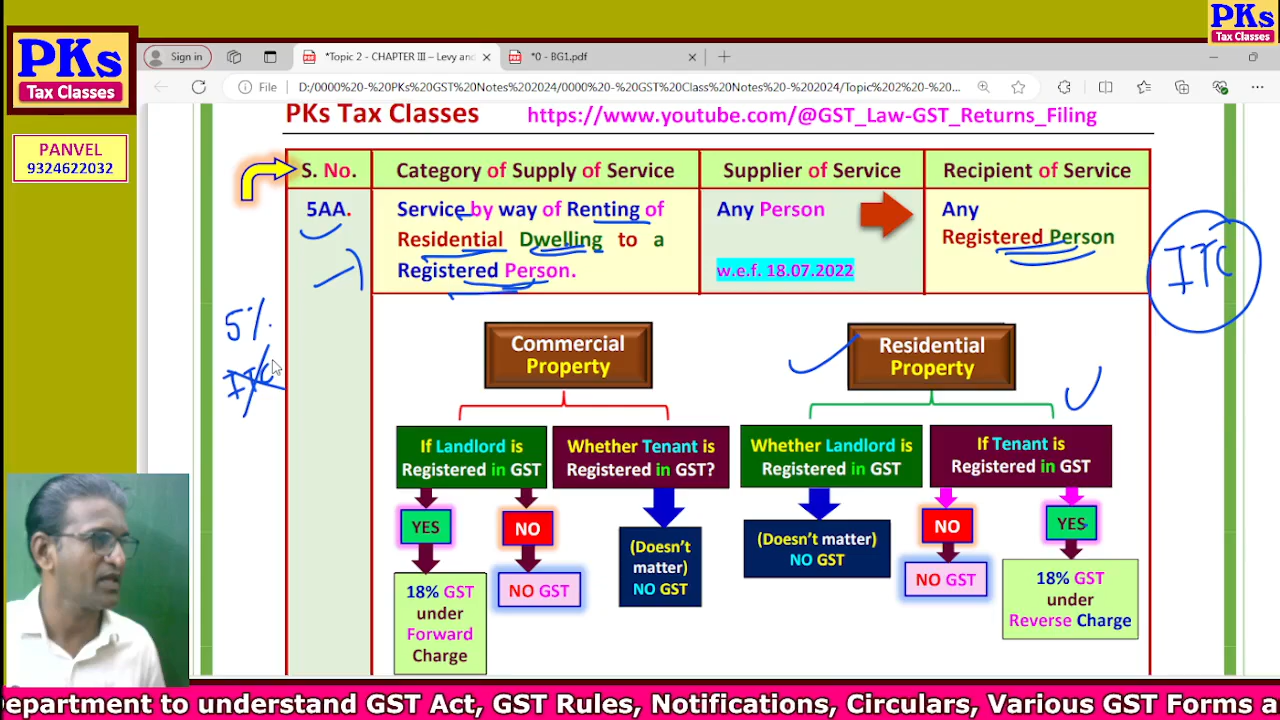 PKs
Tax Classes
PKs
Tax Classes
PANVEL
9324622032
Sign in
*Topic 2 - CHAPTER III – Levy and
*0 - BG1.pdf
File
D:/0000%20-%20PKs%20GST%20Notes%202024/0000%20-%20GST%20Class%20Notes%20-%202024/Topic%202%20-%20...
PKs Tax Classes https://www.youtube.com/@GST_Law-GST_Returns_Filing
S. No. Category of Supply of Service Supplier of Service Recipient of Service
5AA. Service by way of Renting of Residential Dwelling to a Registered Person.
Any Person
w.e.f. 18.07.2022
Any
Registered Person
ITC
5%
ITC
Commercial
Property
Residential
Property
If Landlord is
Registered in GST
Whether Tenant is
Registered in GST?
Whether Landlord is
Registered in GST
If Tenant is
Registered in GST
YES
NO
(Doesn't
matter)
NO GST
(Doesn't matter)
NO GST
NO
YES
18% GST
under
Forward
Charge
NO GST
NO GST
18% GST
under
Reverse Charge
epartment to understand GST Act, GST Rules, Notifications, Circulars, Various GST Forms a